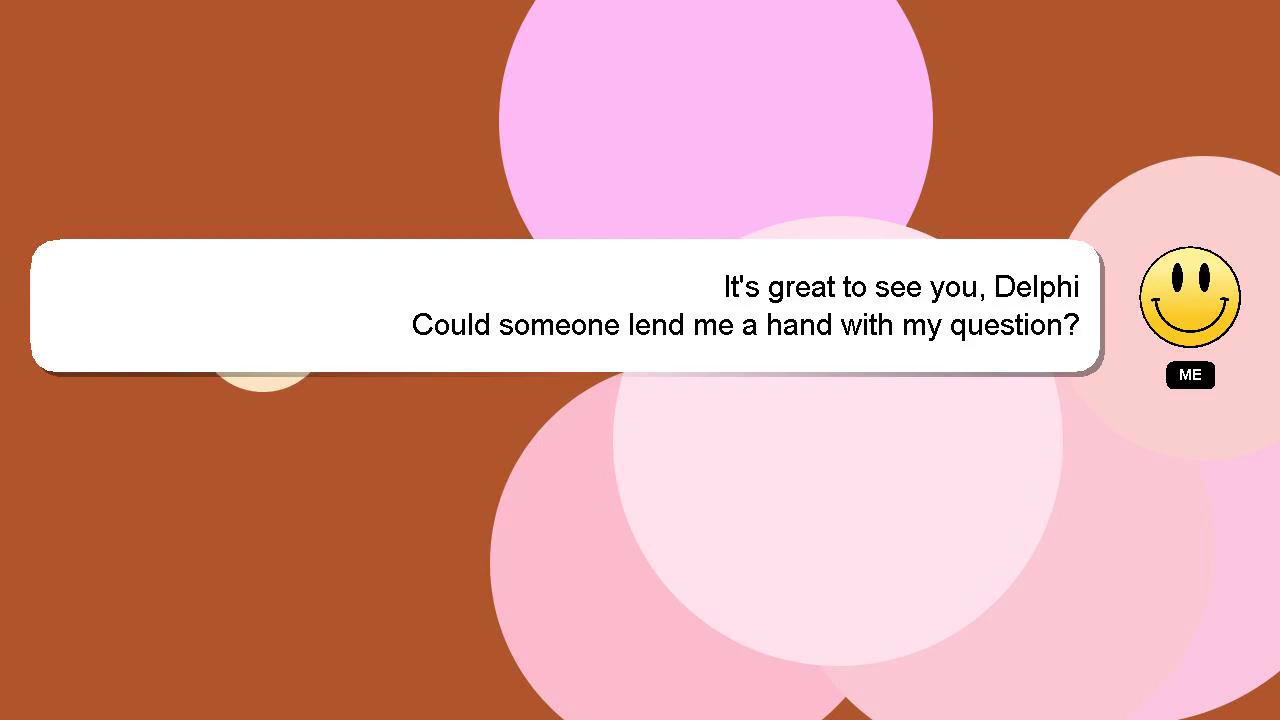 It's great to see you, Delphi
Could someone lend me a hand with my question?
ME